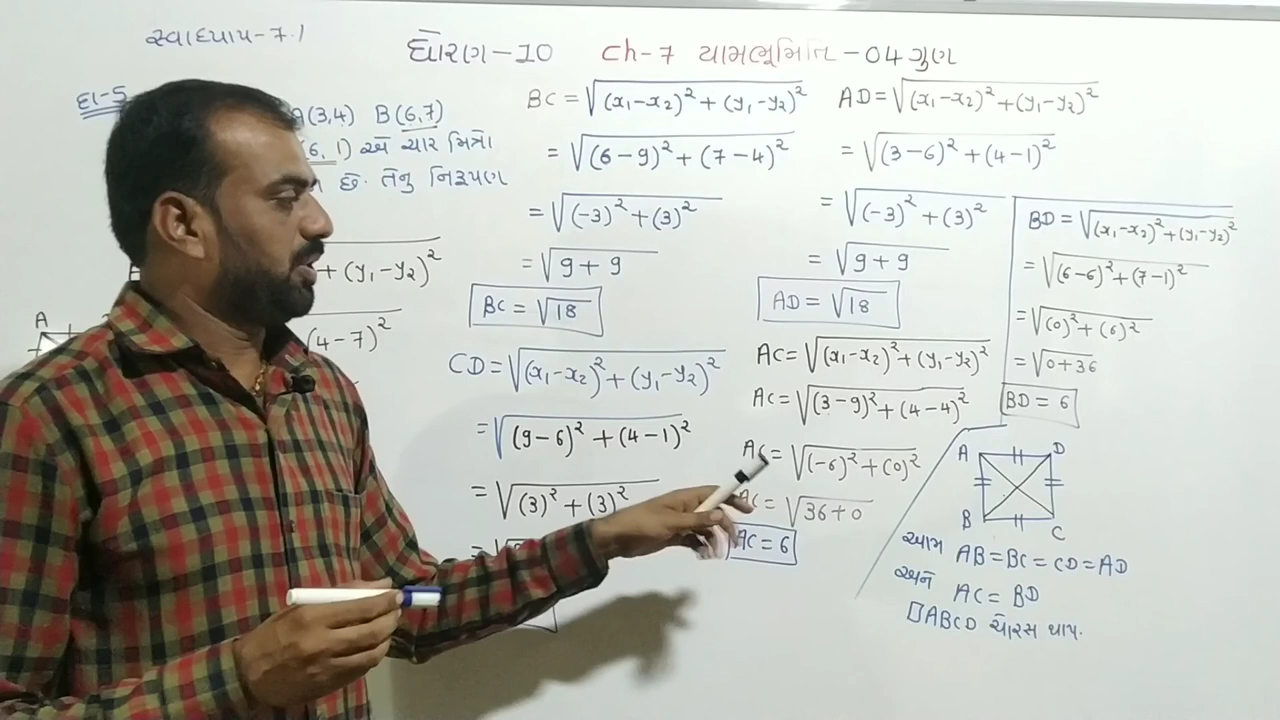 સ્વાધ્યાય-7.1
ધોરણ-10 ch-7 યામભૂમિતિ-04 ગુણ
દા-5
A(3,4) B(6,7)
(6, 1) એ ચાર મિત્રો
છે. તેનુ નિરૂપણ
+ (y₁-y₂)²
(4-7)²
A
BC = √(x₁-x₂)² + (y₁-y₂)²
= √(6-9)² + (7-4)²
= √(-3)² + (3)²
= √9+9
BC = √18
CD = √(x₁-x₂)² + (y₁-y₂)²
= √(9-6)² + (4-1)²
= √(3)² + (3)²
AD = √(x₁-x₂)² + (y₁-y₂)²
= √(3-6)² + (4-1)²
= √(-3)² + (3)²
= √9+9
AD = √18
AC = √(x₁-x₂)² + (y₁-y₂)²
AC = √(3-9)² + (4-4)²
AC = √(-6)² + (0)²
AC = √36+0
AC = 6
BD = √(x₁-x₂)² + (y₁-y₂)²
= √(6-6)² + (7-1)²
= √(0)² + (6)²
= √0+36
BD = 6
A D
B C
આમ AB = BC = CD = AD
અને AC = BD
□ABCD ચોરસ થાય.